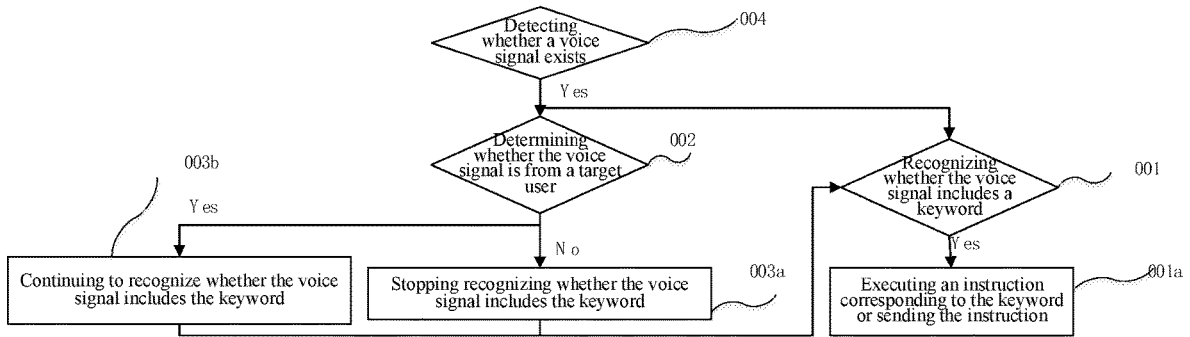 Detecting
whether a voice
signal exists
004
Yes
Determining
whether the voice
signal is from a target
user
002
Recognizing
whether the voice
signal includes a
keyword
001
003b
Yes
No
Yes
Continuing to recognize whether the voice
signal includes the keyword
Stopping recognizing whether the voice
signal includes the keyword
003a
Executing an instruction
corresponding to the keyword
or sending the instruction
001a